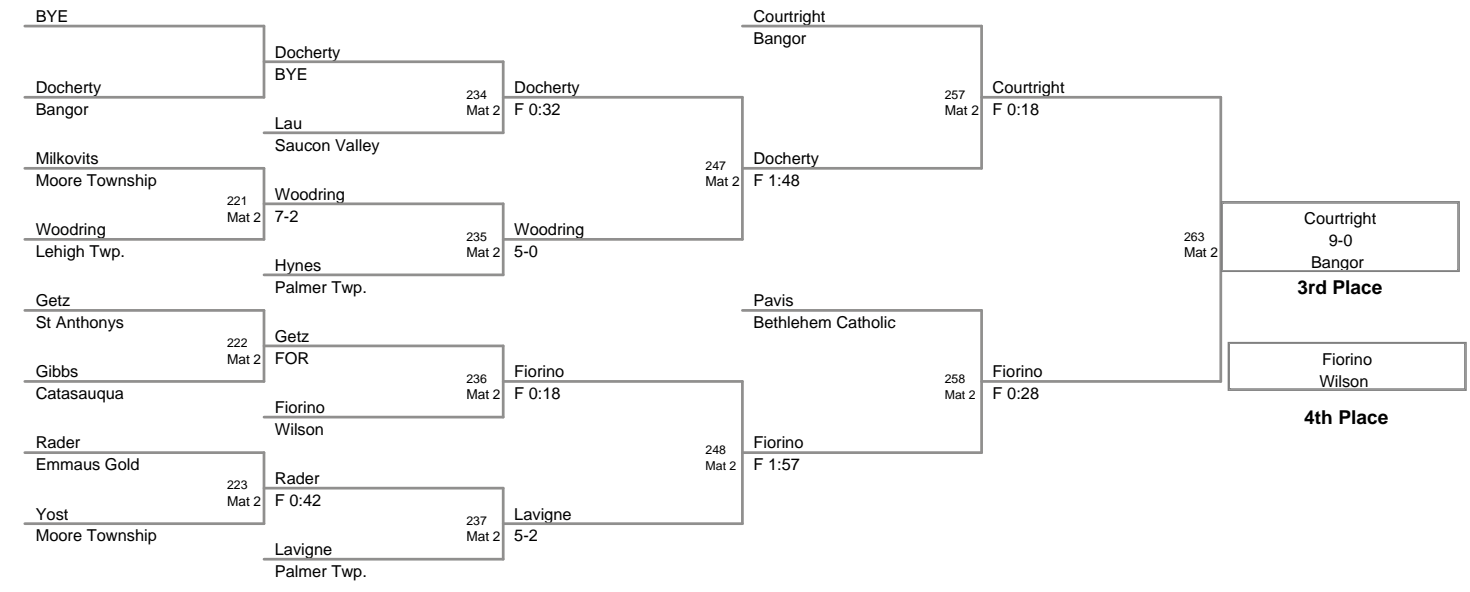 BYE
Docherty
Bangor
Milkovits
Moore Township
221
Mat 2
Woodring
Lehigh Twp.
Getz
St Anthonys
222
Mat 2
Gibbs
Catasauqua
Rader
Emmaus Gold
223
Mat 2
Yost
Moore Township
Docherty
BYE
234
Mat 2
Lau
Saucon Valley
Woodring
7-2
235
Mat 2
Hynes
Palmer Twp.
Getz
FOR
236
Mat 2
Fiorino
Wilson
Rader
F 0:42
237
Mat 2
Lavigne
Palmer Twp.
Docherty
F 0:32
247
Mat 2
Woodring
5-0
Fiorino
F 0:18
248
Mat 2
Lavigne
5-2
Courtright
Bangor
257
Mat 2
Docherty
F 1:48
Pavis
Bethlehem Catholic
258
Mat 2
Fiorino
F 1:57
Courtright
F 0:18
263
Mat 2
Fiorino
F 0:28
Courtright
9-0
Bangor
3rd Place
Fiorino
Wilson
4th Place